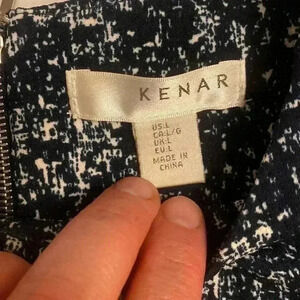 KENAR
US:L
CA:L/G
UK:L
EU:L
MADE IN
CHINA